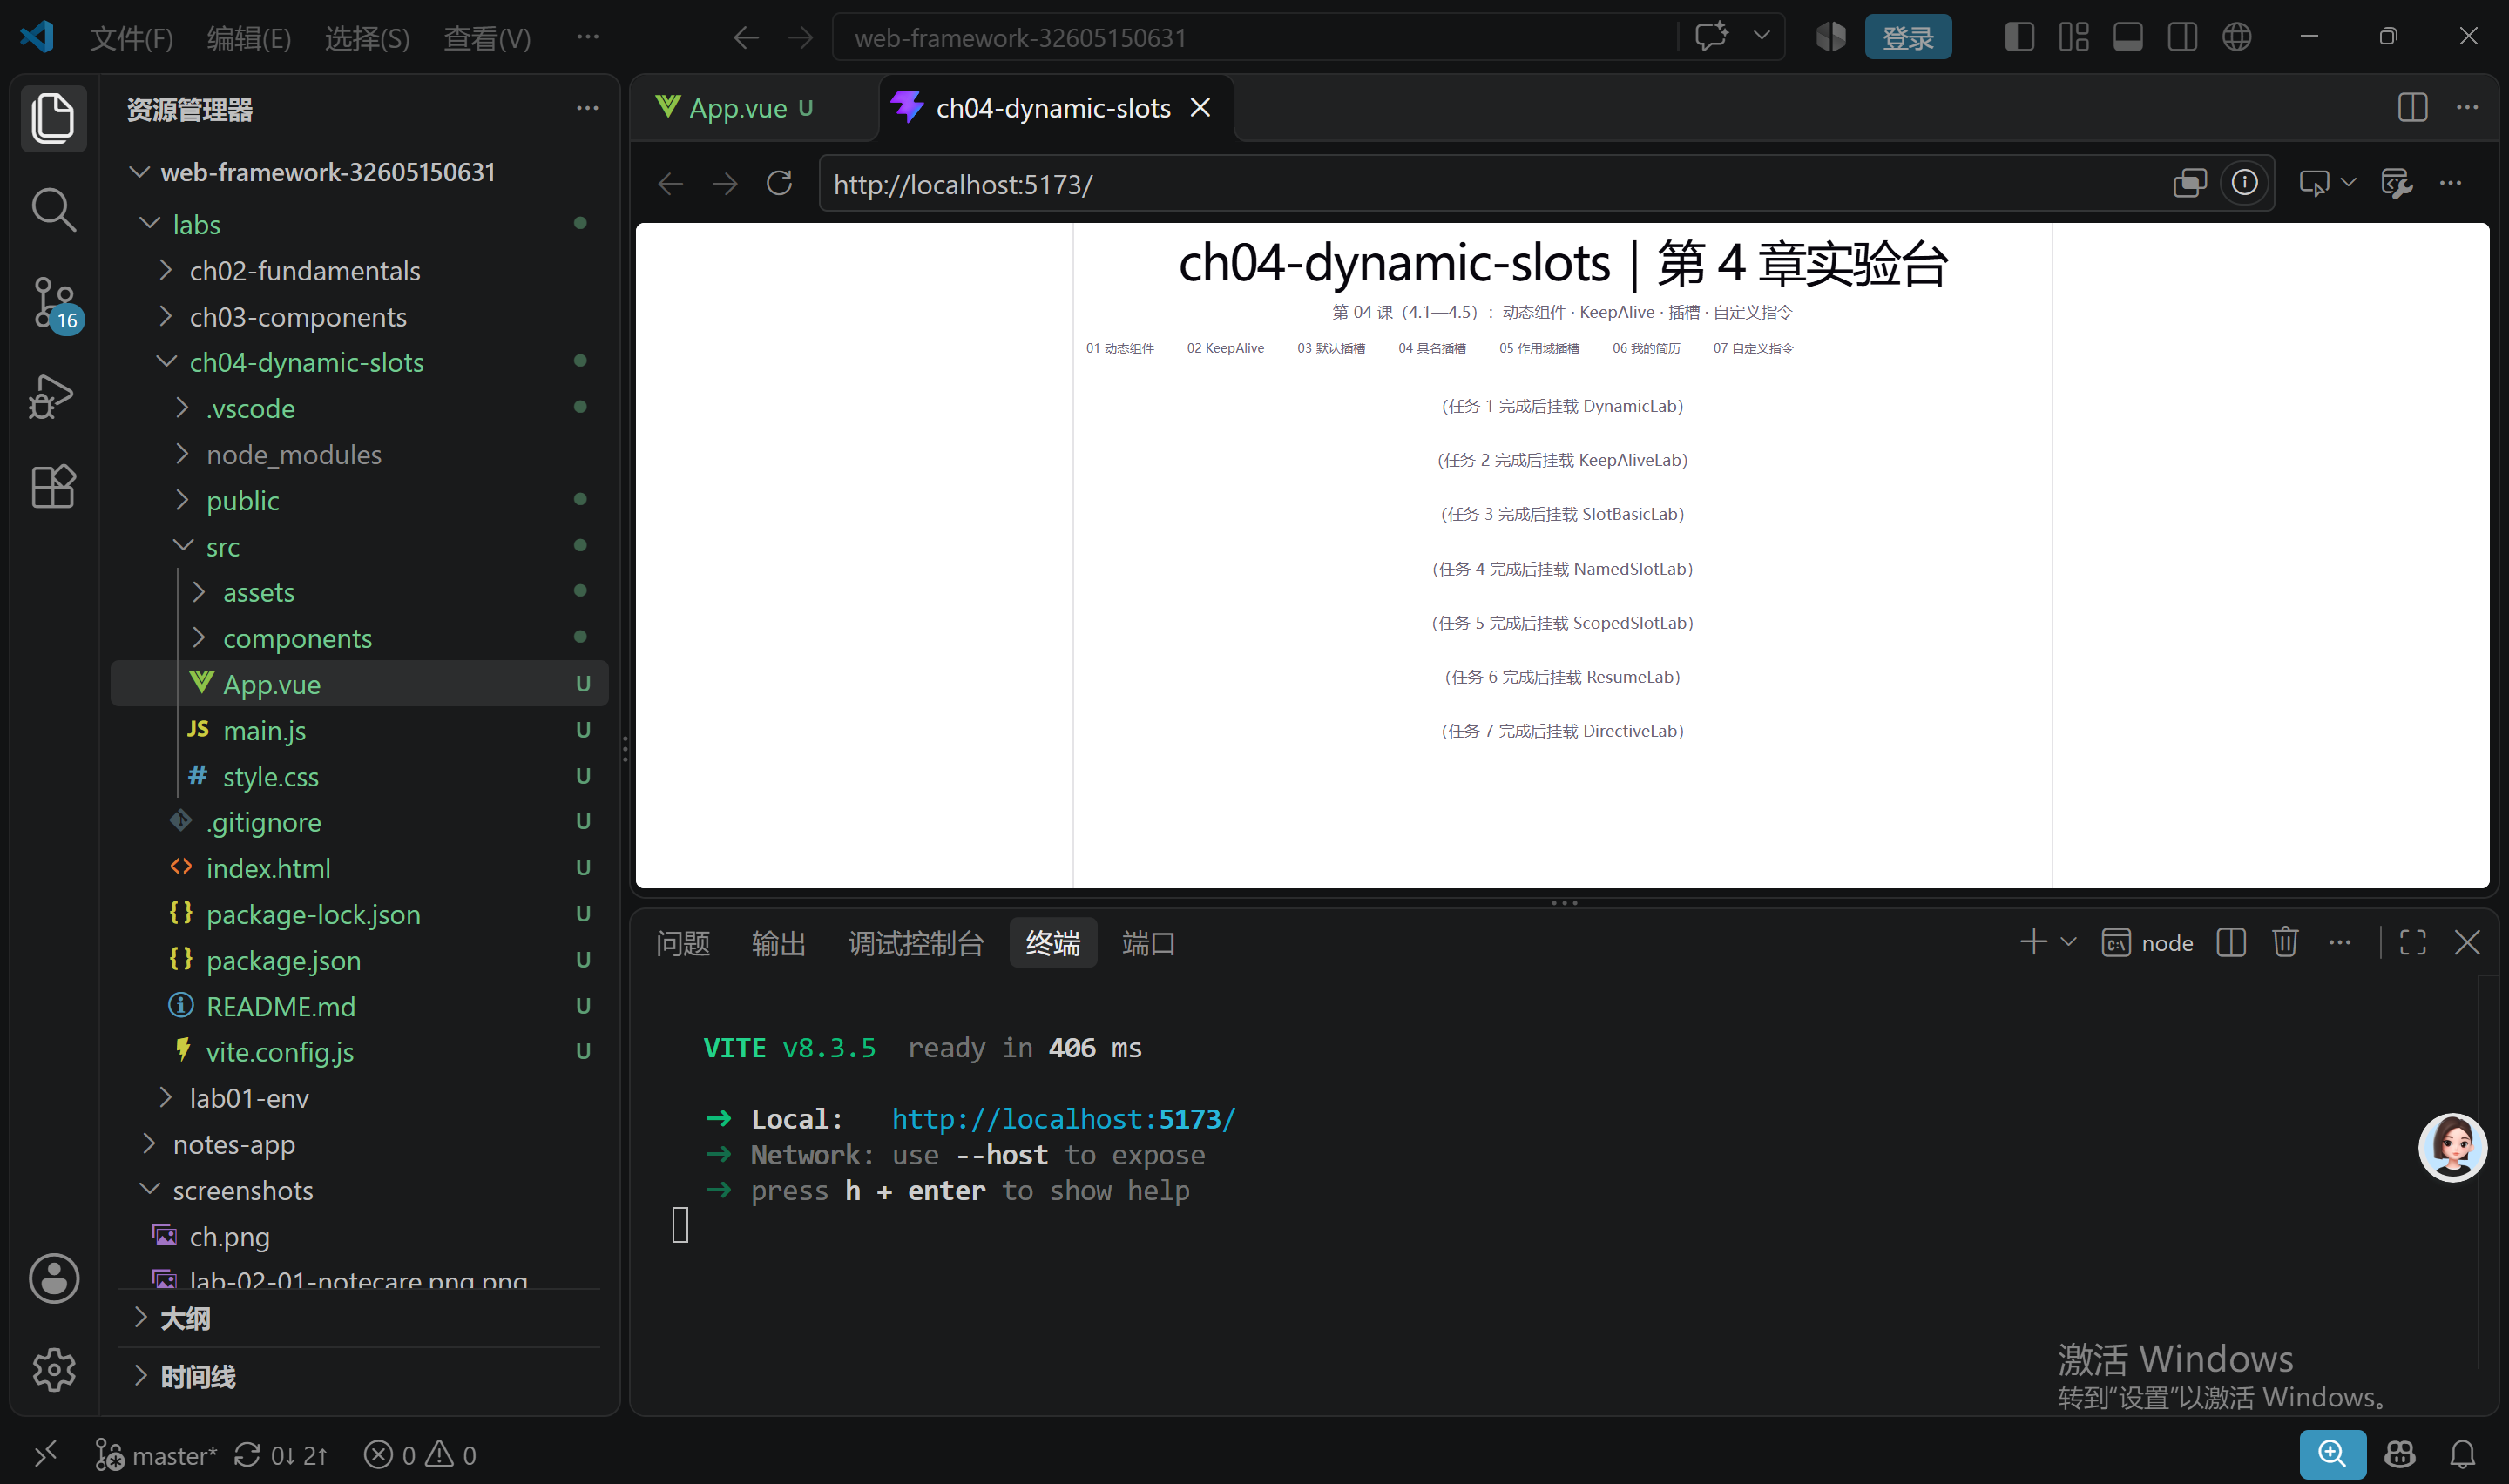 文件(F) 编辑(E) 选择(S) 查看(V) ··· web-framework-32605150631 登录
资源管理器
web-framework-32605150631
labs
ch02-fundamentals
ch03-components
ch04-dynamic-slots
.vscode
node_modules
public
src
assets
components
App.vue U
JS main.js U
# style.css U
.gitignore U
<> index.html U
{} package-lock.json U
{} package.json U
README.md U
vite.config.js U
lab01-env
notes-app
screenshots
ch.png
lab-02-01-notecare.png.png
大纲
时间线
16
App.vue U
ch04-dynamic-slots
http://localhost:5173/
ch04-dynamic-slots | 第 4 章实验台
第 04 课（4.1—4.5）：动态组件 · KeepAlive · 插槽 · 自定义指令
01 动态组件 02 KeepAlive 03 默认插槽 04 具名插槽 05 作用域插槽 06 我的简历 07 自定义指令
（任务 1 完成后挂载 DynamicLab）
（任务 2 完成后挂载 KeepAliveLab）
（任务 3 完成后挂载 SlotBasicLab）
（任务 4 完成后挂载 NamedSlotLab）
（任务 5 完成后挂载 ScopedSlotLab）
（任务 6 完成后挂载 ResumeLab）
（任务 7 完成后挂载 DirectiveLab）
问题 输出 调试控制台 终端 端口 node
VITE v8.3.5 ready in 406 ms
➜ Local: http://localhost:5173/
➜ Network: use --host to expose
➜ press h + enter to show help
激活 Windows
转到“设置”以激活 Windows。
master* 0↓ 2↑ 0 0